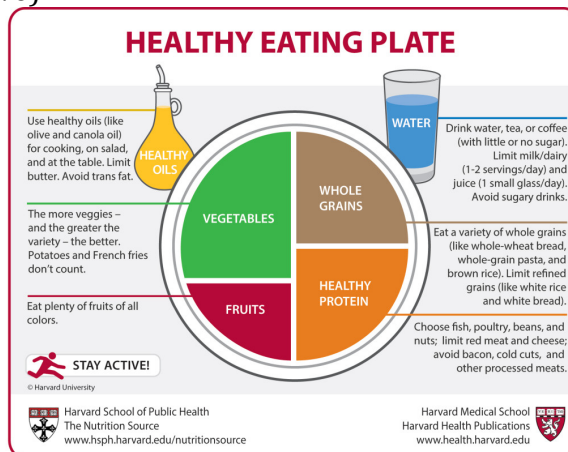 HEALTHY EATING PLATE
Use healthy oils (like
olive and canola oil)
for cooking, on salad,
and at the table. Limit
butter. Avoid trans fat.
HEALTHY
OILS
The more veggies –
and the greater the
variety – the better.
Potatoes and French fries
don't count.
Eat plenty of fruits of all
colors.
VEGETABLES
FRUITS
WHOLE
GRAINS
HEALTHY
PROTEIN
WATER
Drink water, tea, or coffee
(with little or no sugar).
Limit milk/dairy
(1-2 servings/day) and
juice (1 small glass/day).
Avoid sugary drinks.
Eat a variety of whole grains
(like whole-wheat bread,
whole-grain pasta, and
brown rice). Limit refined
grains (like white rice
and white bread).
Choose fish, poultry, beans, and
nuts; limit red meat and cheese;
avoid bacon, cold cuts, and
other processed meats.
STAY ACTIVE!
© Harvard University
Harvard School of Public Health
The Nutrition Source
www.hsph.harvard.edu/nutritionsource
Harvard Medical School
Harvard Health Publications
www.health.harvard.edu